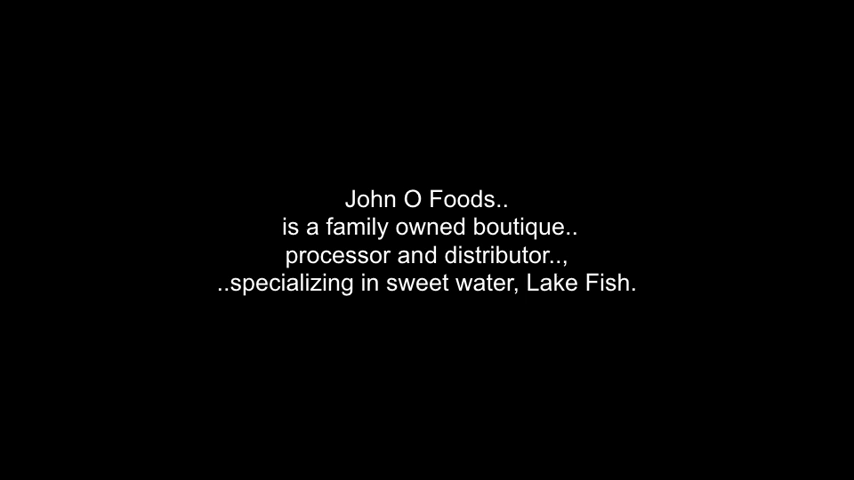 John O Foods..
is a family owned boutique..
processor and distributor..,
..specializing in sweet water, Lake Fish.